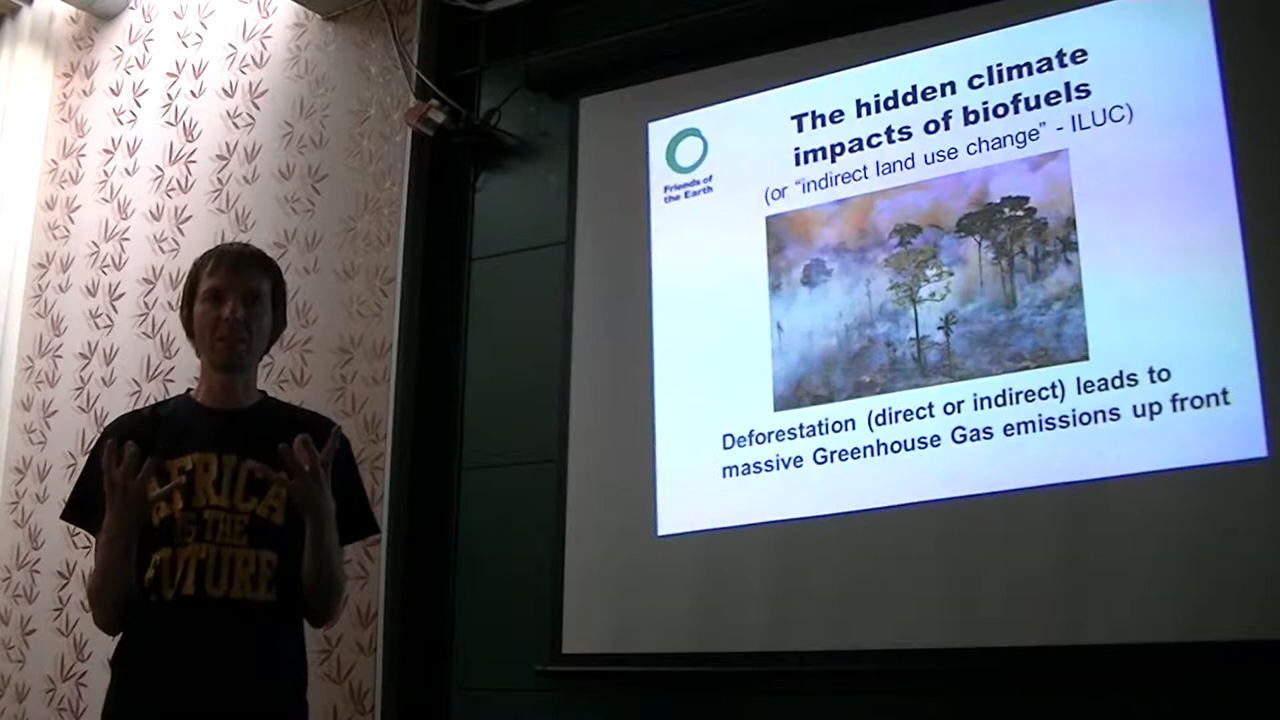 The hidden climate
impacts of biofuels
(or “indirect land use change” - ILUC)
Friends of
the Earth
Deforestation (direct or indirect) leads to
massive Greenhouse Gas emissions up front
AFRICA
IS THE
FUTURE